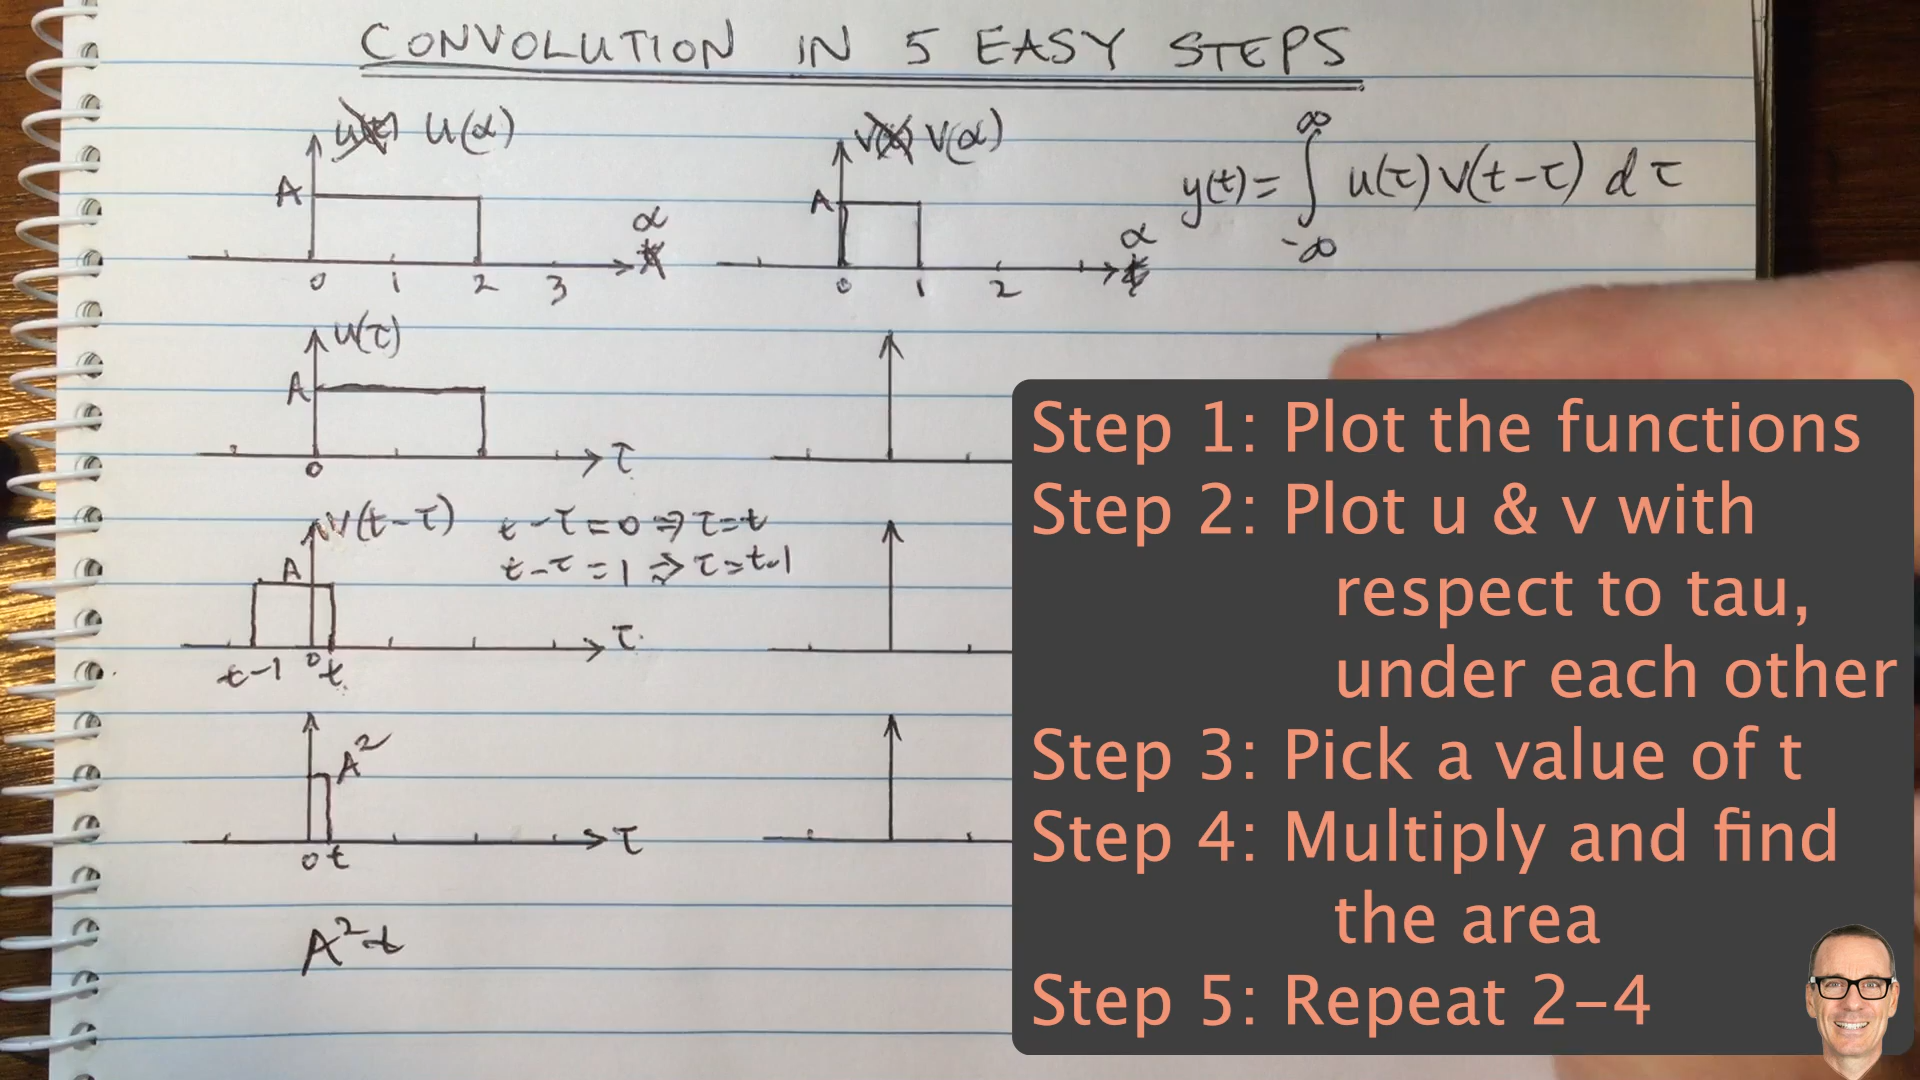 CONVOLUTION IN 5 EASY STEPS
u(α) v(α)
y(t) = ∫ u(τ) v(t-τ) dτ
∞
-∞
A
α
0 1 2 3
A
α
0 1 2
u(τ)
A
0
τ
v(t-τ) t-τ=0 ⇒ τ=t
t-τ=1 ⇒ τ=t-1
A
τ
t-1 0 t
A²
τ
0 t
A²t
Step 1: Plot the functions
Step 2: Plot u & v with
respect to tau,
under each other
Step 3: Pick a value of t
Step 4: Multiply and find
the area
Step 5: Repeat 2-4